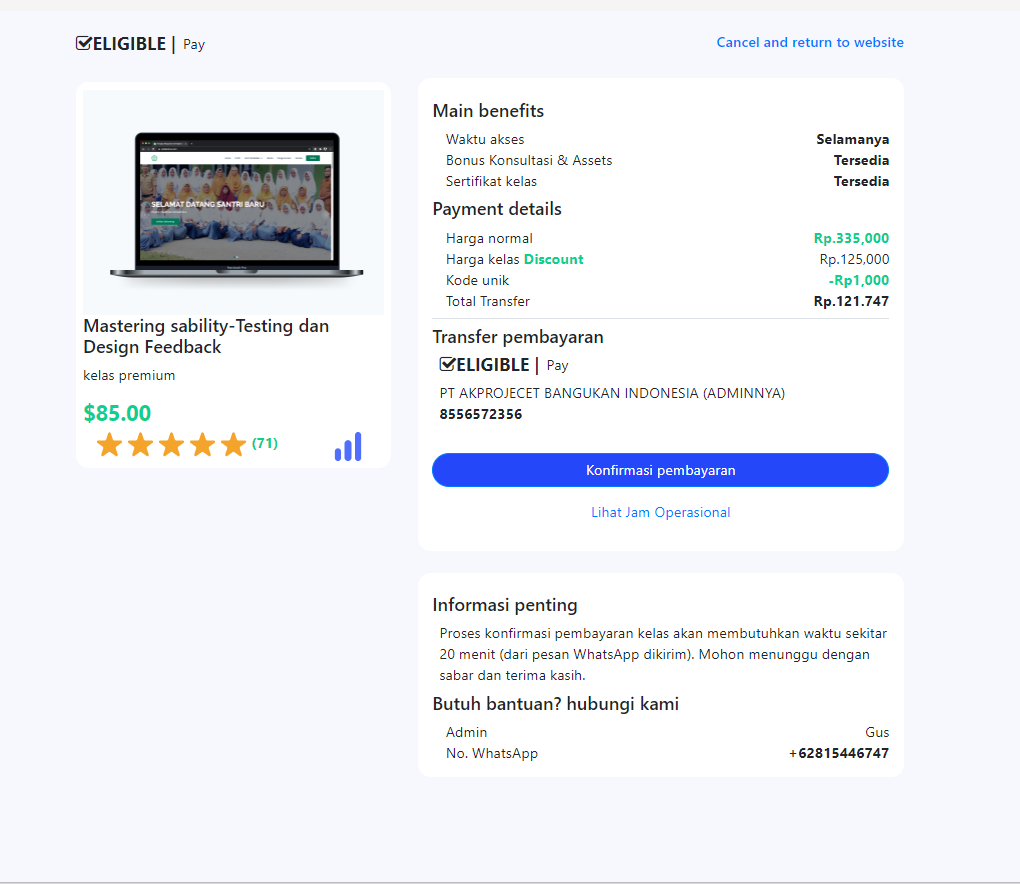 ELIGIBLE | Pay
Cancel and return to website
SELAMAT DATANG SANTRI BARU
Mastering sability-Testing dan
Design Feedback
kelas premium
$85.00
(71)
Main benefits
Waktu akses Selamanya
Bonus Konsultasi & Assets Tersedia
Sertifikat kelas Tersedia
Payment details
Harga normal Rp.335,000
Harga kelas Discount Rp.125,000
Kode unik -Rp1,000
Total Transfer Rp.121.747
Transfer pembayaran
ELIGIBLE | Pay
PT AKPROJECET BANGUKAN INDONESIA (ADMINNYA)
8556572356
Konfirmasi pembayaran
Lihat Jam Operasional
Informasi penting
Proses konfirmasi pembayaran kelas akan membutuhkan waktu sekitar
20 menit (dari pesan WhatsApp dikirim). Mohon menunggu dengan
sabar dan terima kasih.
Butuh bantuan? hubungi kami
Admin Gus
No. WhatsApp +62815446747